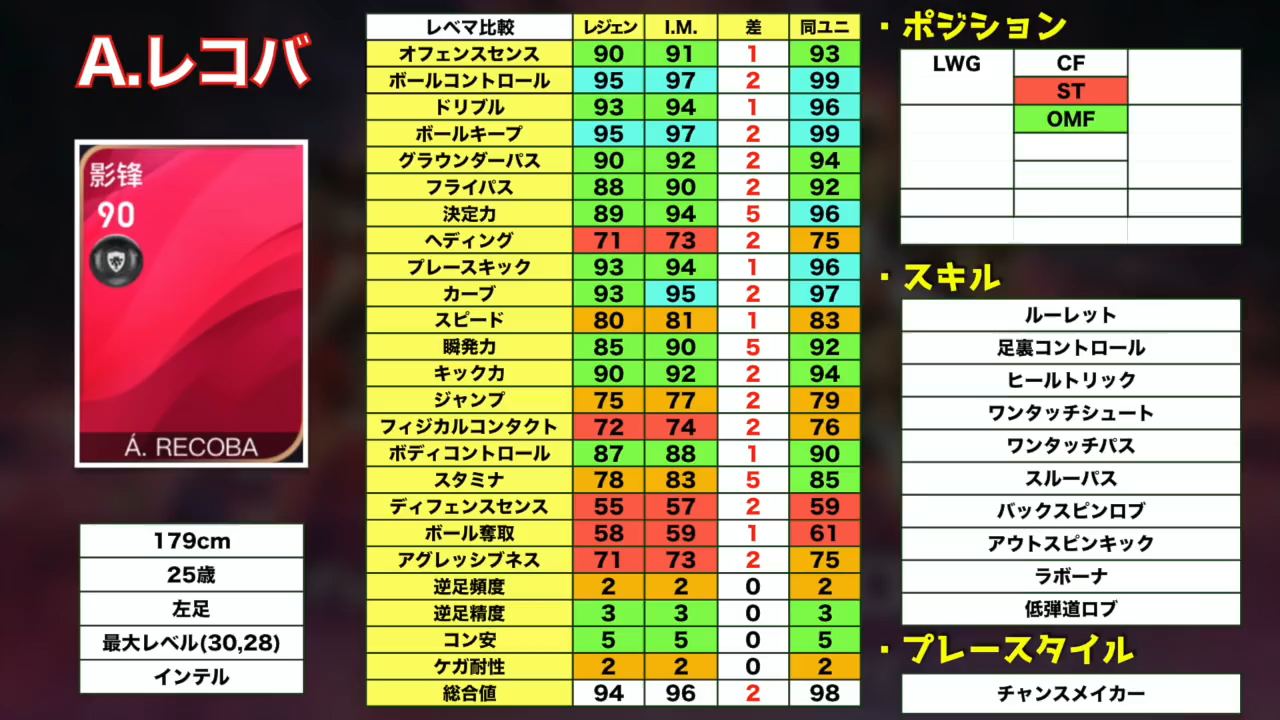 A.レコバ
影锋
90
Á. RECOBA
179cm
25歳
左足
最大レベル(30,28)
インテル
レベマ比較 レジェン I.M. 差 同ユニ
オフェンスセンス 90 91 1 93
ボールコントロール 95 97 2 99
ドリブル 93 94 1 96
ボールキープ 95 97 2 99
グラウンダーパス 90 92 2 94
フライパス 88 90 2 92
決定力 89 94 5 96
ヘディング 71 73 2 75
プレースキック 93 94 1 96
カーブ 93 95 2 97
スピード 80 81 1 83
瞬発力 85 90 5 92
キック力 90 92 2 94
ジャンプ 75 77 2 79
フィジカルコンタクト 72 74 2 76
ボディコントロール 87 88 1 90
スタミナ 78 83 5 85
ディフェンスセンス 55 57 2 59
ボール奪取 58 59 1 61
アグレッシブネス 71 73 2 75
逆足頻度 2 2 0 2
逆足精度 3 3 0 3
コン安 5 5 0 5
ケガ耐性 2 2 0 2
総合値 94 96 2 98
・ポジション
LWG CF
ST
OMF
・スキル
ルーレット
足裏コントロール
ヒールトリック
ワンタッチシュート
ワンタッチパス
スルーパス
バックスピンロブ
アウトスピンキック
ラボーナ
低弾道ロブ
・プレースタイル
チャンスメイカー